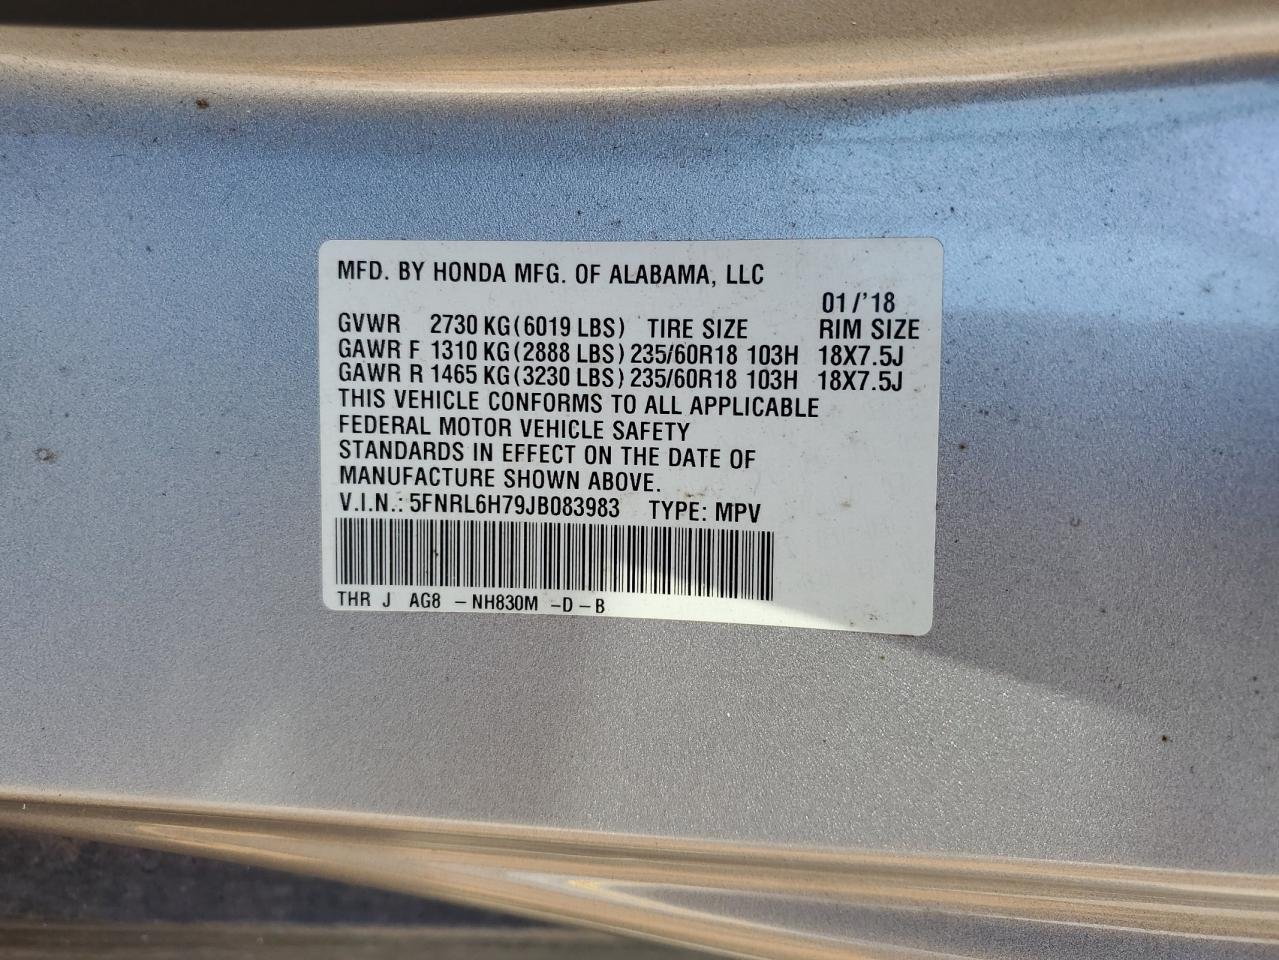 MFD. BY HONDA MFG. OF ALABAMA, LLC
01/'18
GVWR 2730 KG(6019 LBS) TIRE SIZE RIM SIZE
GAWR F 1310 KG(2888 LBS) 235/60R18 103H 18X7.5J
GAWR R 1465 KG(3230 LBS) 235/60R18 103H 18X7.5J
THIS VEHICLE CONFORMS TO ALL APPLICABLE
FEDERAL MOTOR VEHICLE SAFETY
STANDARDS IN EFFECT ON THE DATE OF
MANUFACTURE SHOWN ABOVE.
V.I.N.: 5FNRL6H79JB083983 TYPE: MPV
THR J AG8 -NH830M -D-B